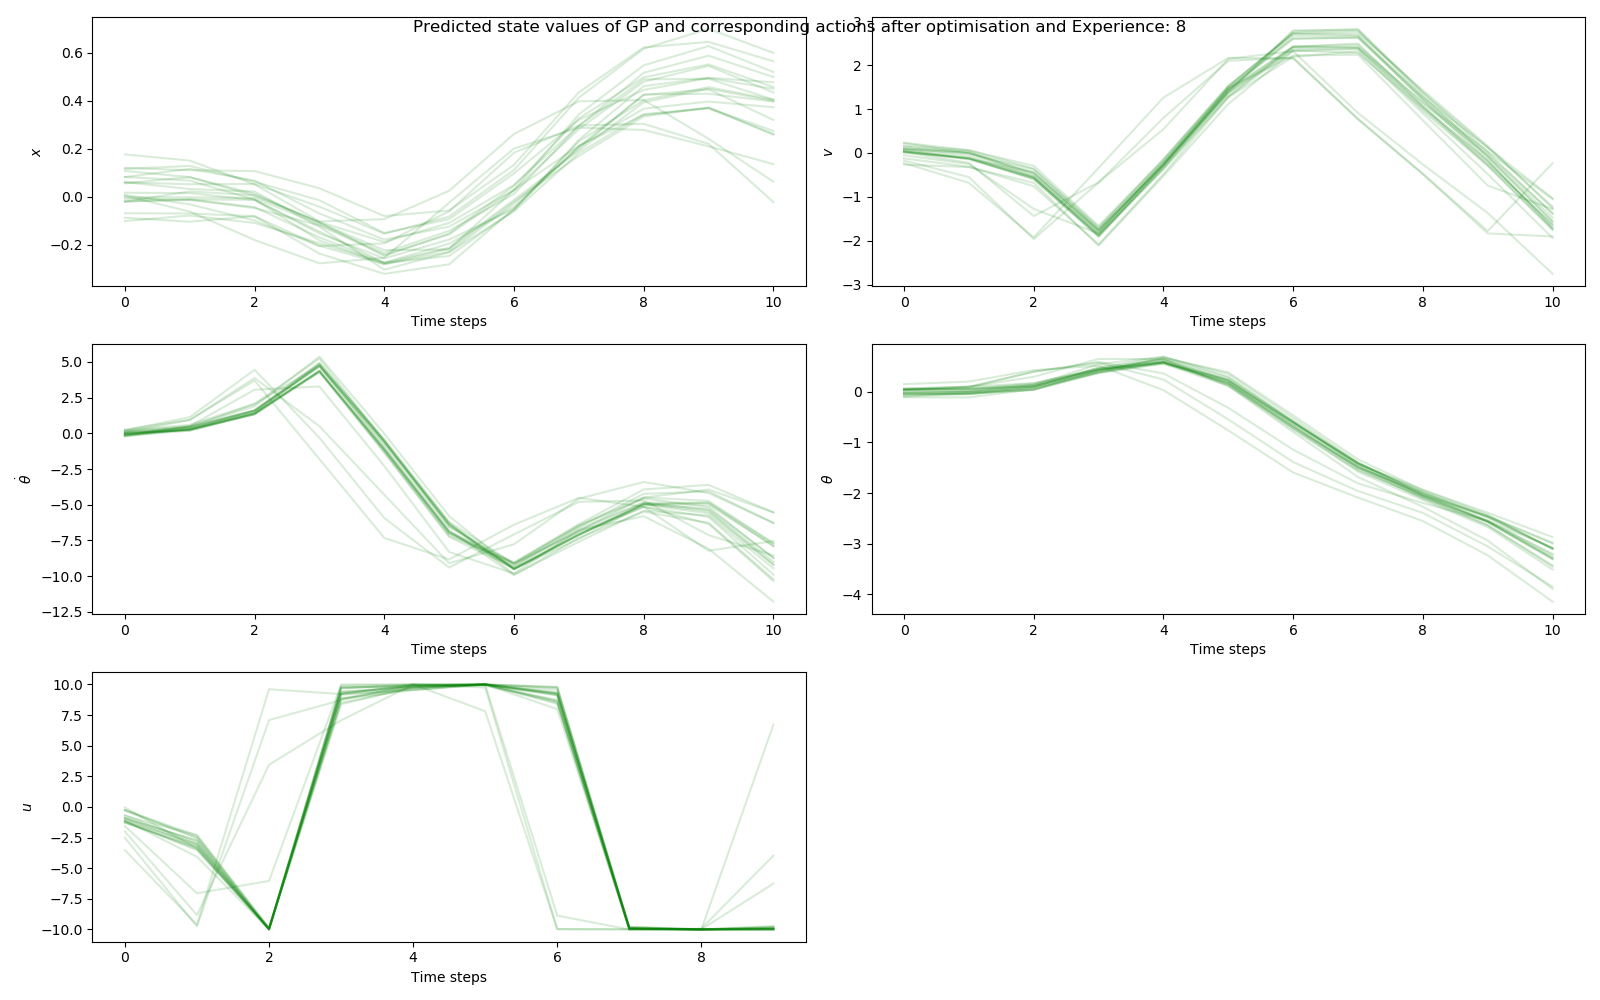 Predicted state values of GP and corresponding actions after optimisation and Experience: 8
0.6
0.4
0.2
0.0
−0.2
x
0 2 4 6 8 10
Time steps
3
2
1
0
−1
−2
−3
v
0 2 4 6 8 10
Time steps
5.0
2.5
0.0
−2.5
−5.0
−7.5
−10.0
−12.5
θ̇
0 2 4 6 8 10
Time steps
0
−1
−2
−3
−4
θ
0 2 4 6 8 10
Time steps
10.0
7.5
5.0
2.5
0.0
−2.5
−5.0
−7.5
−10.0
u
0 2 4 6 8
Time steps